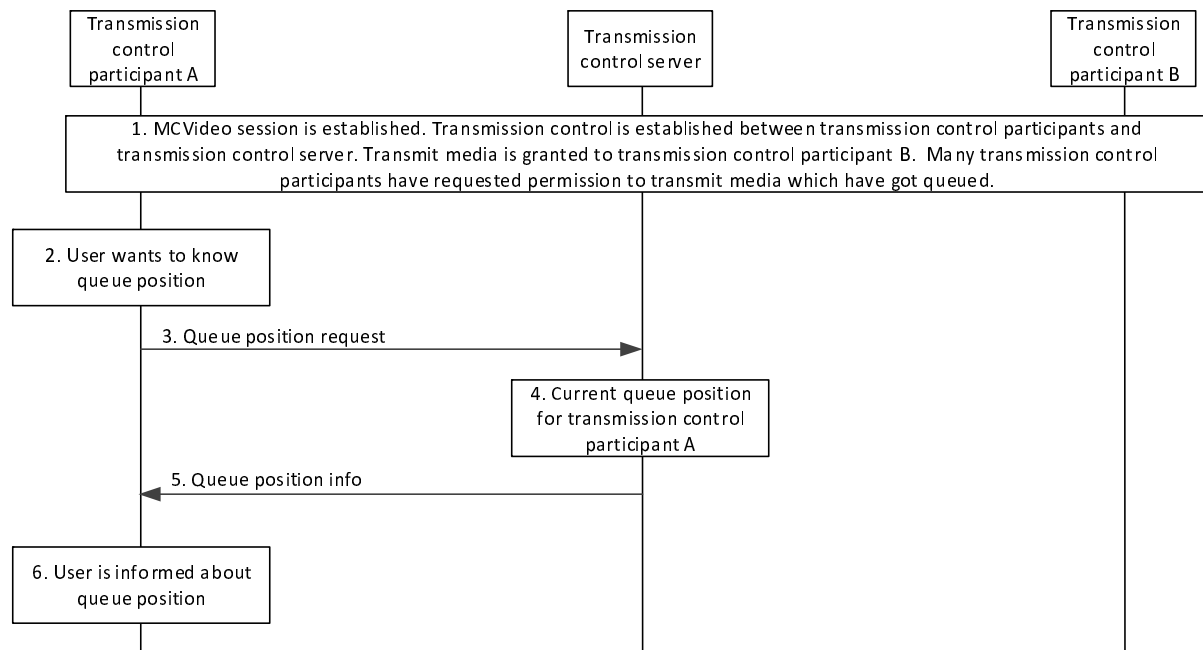 Transmission
control
participant A
Transmission
control server
Transmission
control
participant B
1. MCVideo session is established. Transmission control is established between transmission control participants and
transmission control server. Transmit media is granted to transmission control participant B.  Many transmission control
participants have requested permission to transmit media which have got queued.
2. User wants to know
queue position
3. Queue position request
4. Current queue position
for transmission control
participant A
5. Queue position info
6. User is informed about
queue position